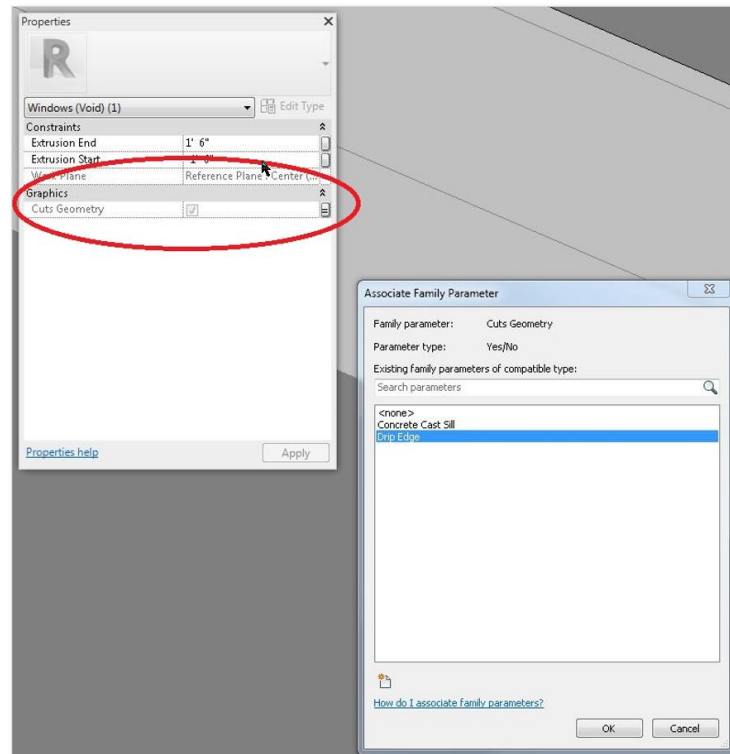 Properties
R
Windows (Void) (1)
Edit Type
Constraints
Extrusion End 1' 6"
Extrusion Start
Work Plane Reference Plane : Center (...
Graphics
Cuts Geometry
Properties help
Apply
Associate Family Parameter
Family parameter: Cuts Geometry
Parameter type: Yes/No
Existing family parameters of compatible type:
Search parameters
<none>
Concrete Cast Sill
Drip Edge
How do I associate family parameters?
OK Cancel